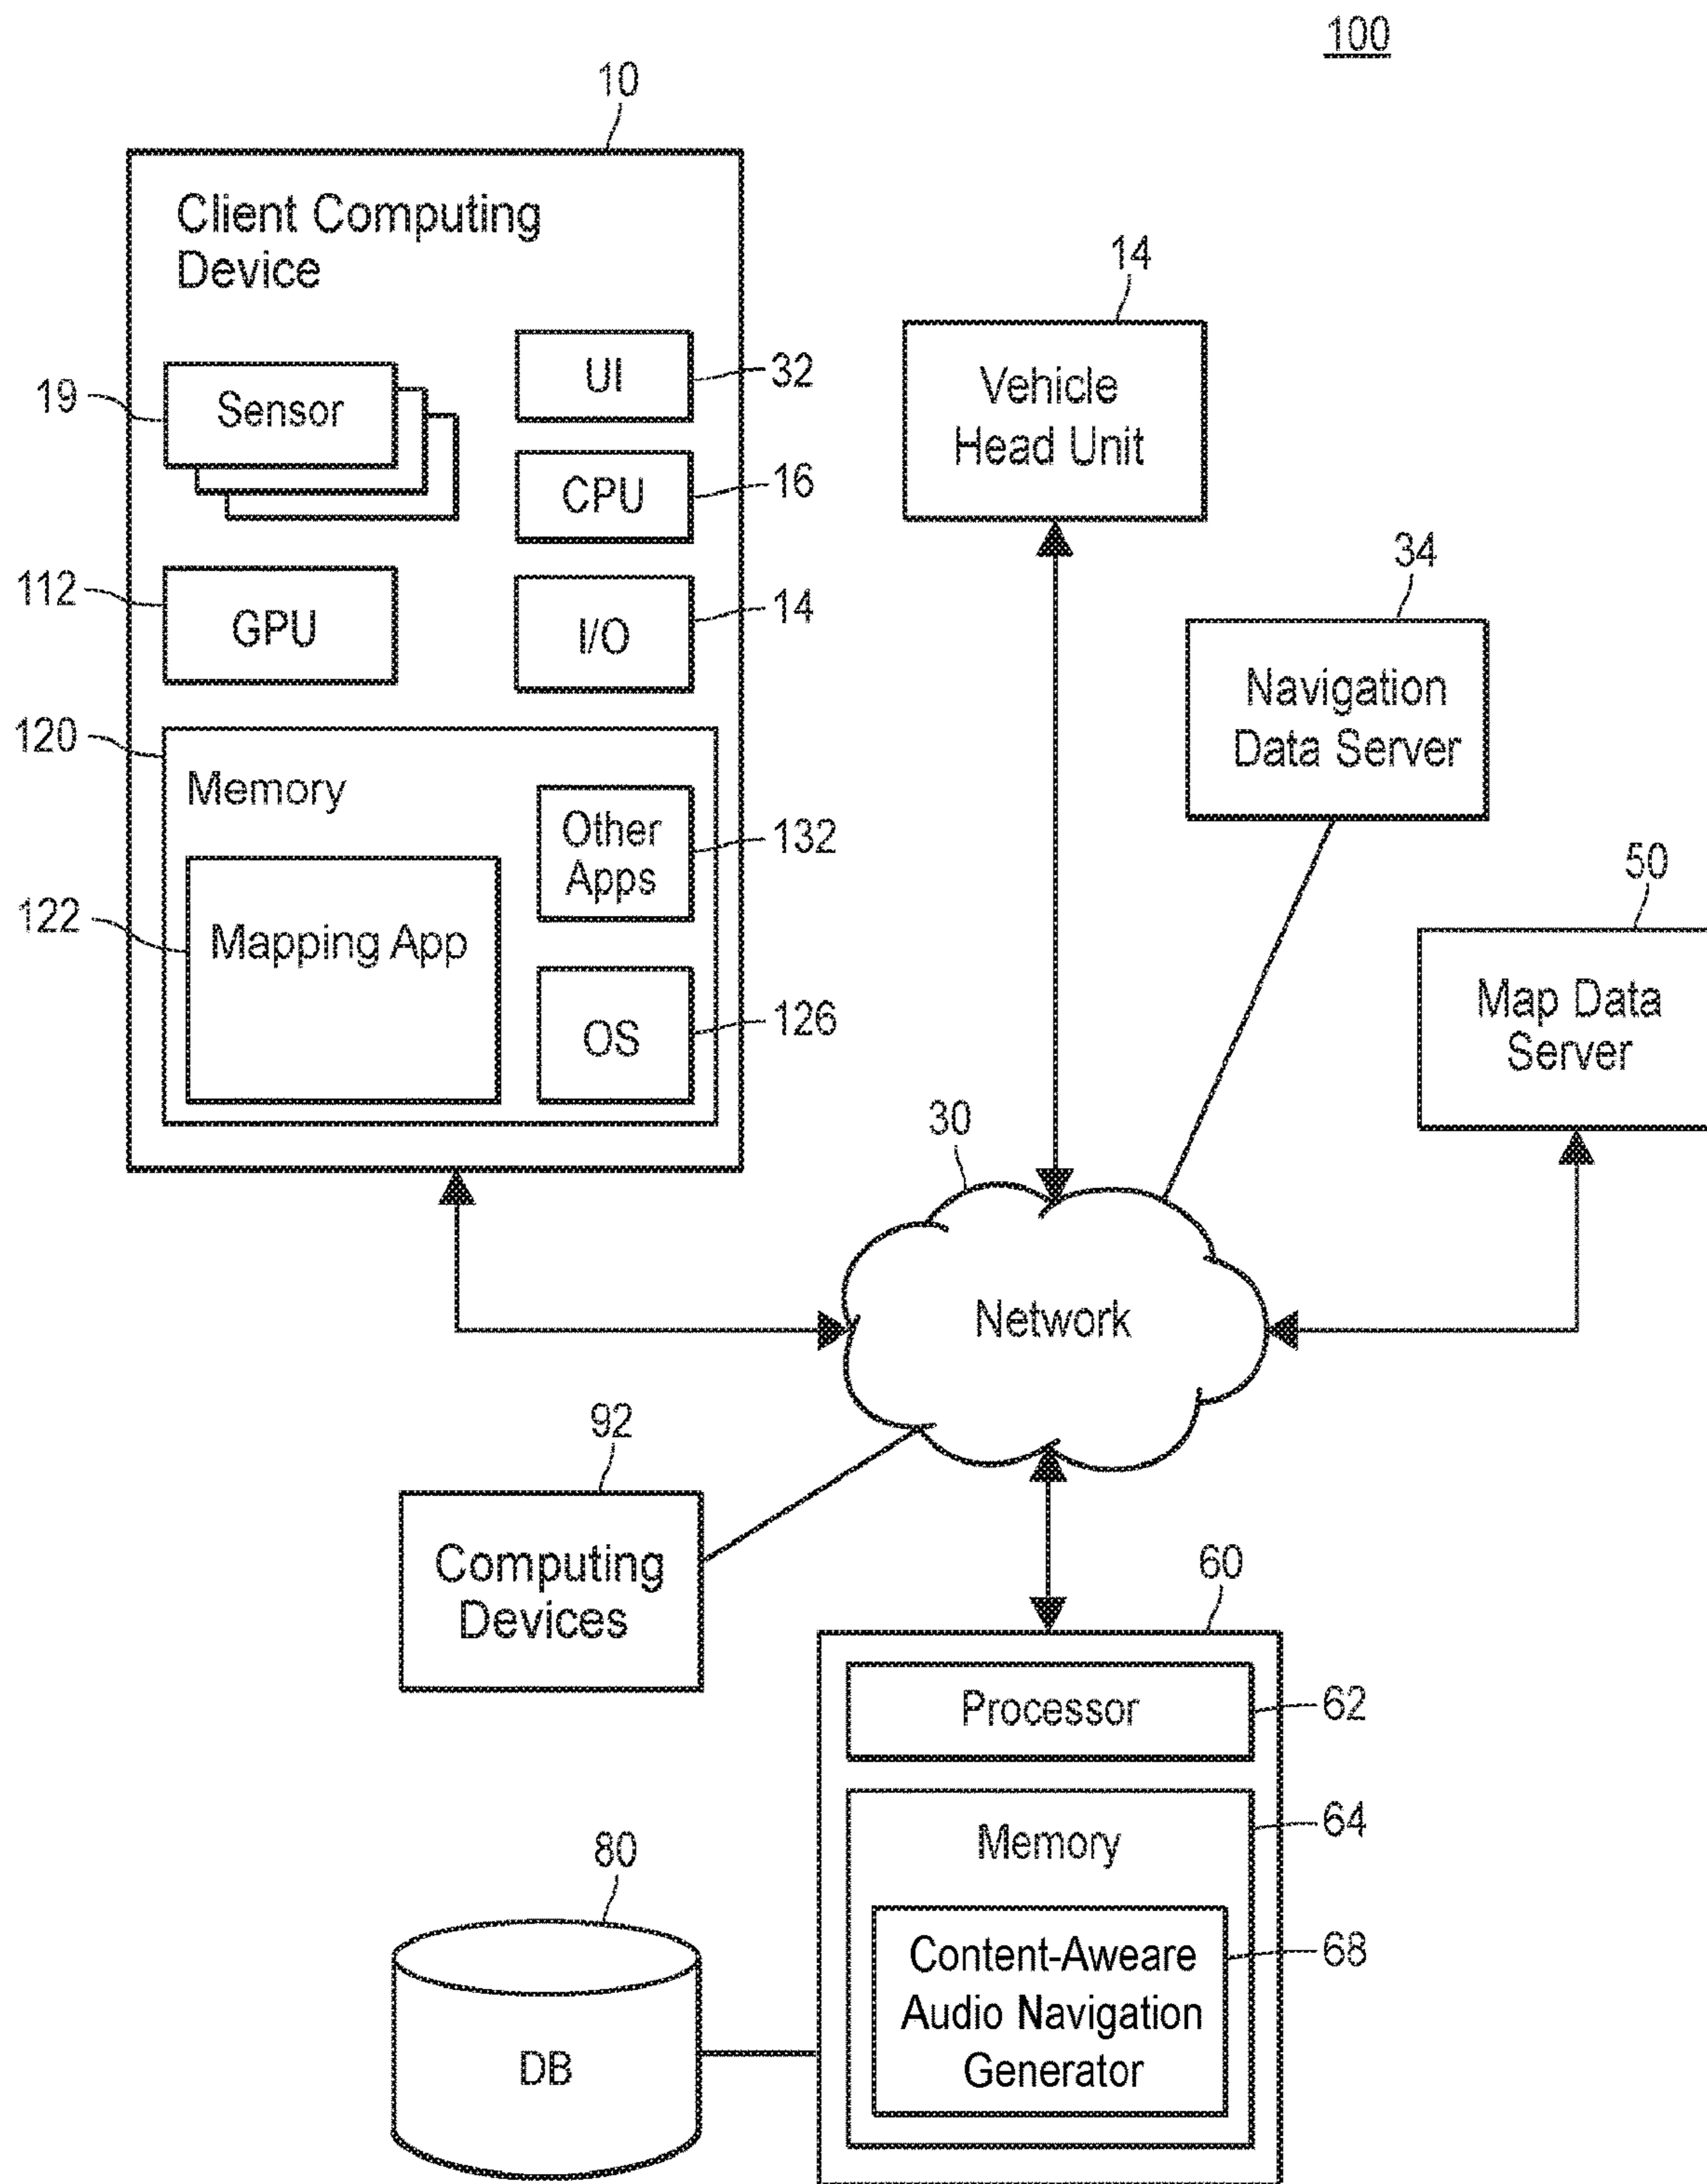 100
10
Client Computing
Device
14
Vehicle
Head Unit
19
Sensor
UI
32
CPU
16
34
Navigation
Data Server
112
GPU
I/O
14
120
Memory
Other
Apps
132
50
Map Data
Server
122
Mapping App
OS
126
30
Network
92
Computing
Devices
60
Processor
62
Memory
64
80
DB
Content-Aweare
Audio Navigation
Generator
68